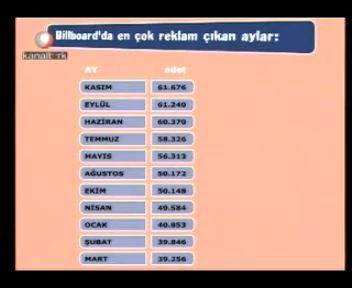 Billboard'da en çok reklam çıkan aylar:
kanaltürk
AY adet
KASIM 61.676
EYLÜL 61.240
HAZİRAN 60.370
TEMMUZ 58.326
MAYIS 56.313
AĞUSTOS 50.172
EKİM 50.148
NİSAN 49.584
OCAK 40.853
ŞUBAT 39.846
MART 39.256